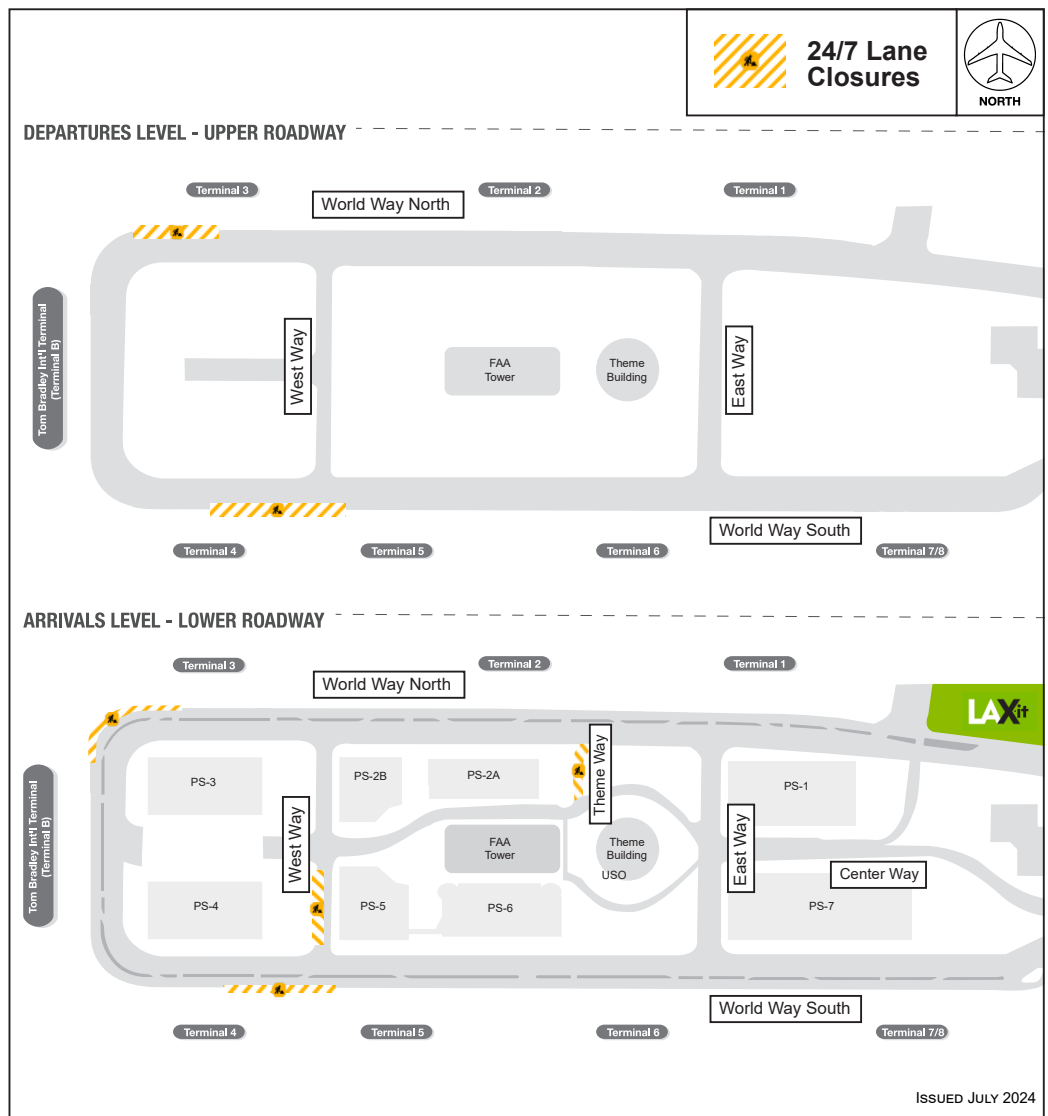 24/7 Lane
Closures
NORTH
DEPARTURES LEVEL - UPPER ROADWAY
Terminal 3
Terminal 2
Terminal 1
World Way North
Tom Bradley Int'l Terminal
(Terminal B)
West Way
FAA
Tower
Theme
Building
East Way
World Way South
Terminal 4
Terminal 5
Terminal 6
Terminal 7/8
ARRIVALS LEVEL - LOWER ROADWAY
Terminal 3
Terminal 2
Terminal 1
World Way North
LAXit
Theme Way
PS-3
PS-2B
PS-2A
PS-1
Tom Bradley Int'l Terminal
(Terminal B)
West Way
FAA
Tower
Theme
Building
USO
East Way
Center Way
PS-4
PS-5
PS-6
PS-7
World Way South
Terminal 4
Terminal 5
Terminal 6
Terminal 7/8
ISSUED JULY 2024